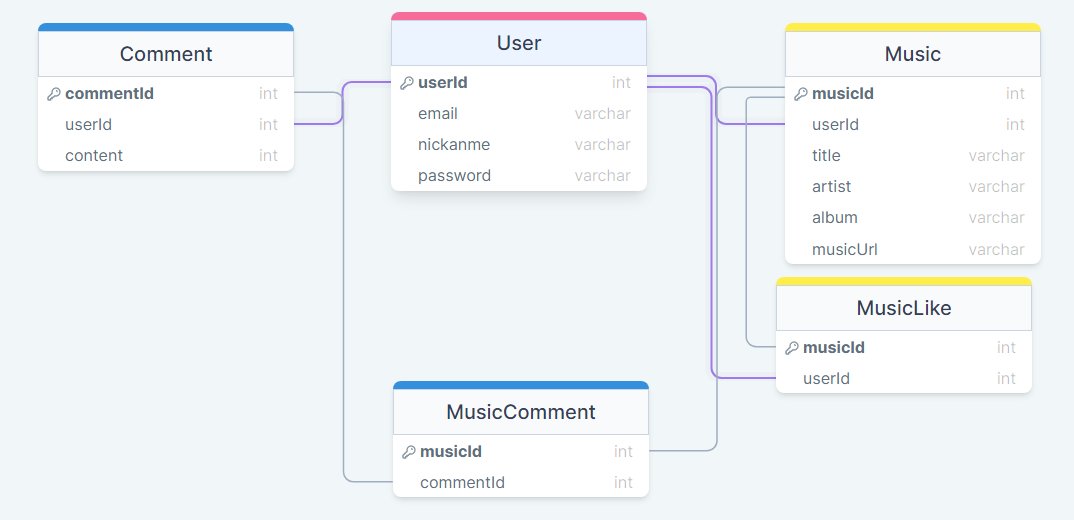 Comment
commentId int
userId int
content int
User
userId int
email varchar
nickanme varchar
password varchar
Music
musicId int
userId int
title varchar
artist varchar
album varchar
musicUrl varchar
MusicLike
musicId int
userId int
MusicComment
musicId int
commentId int